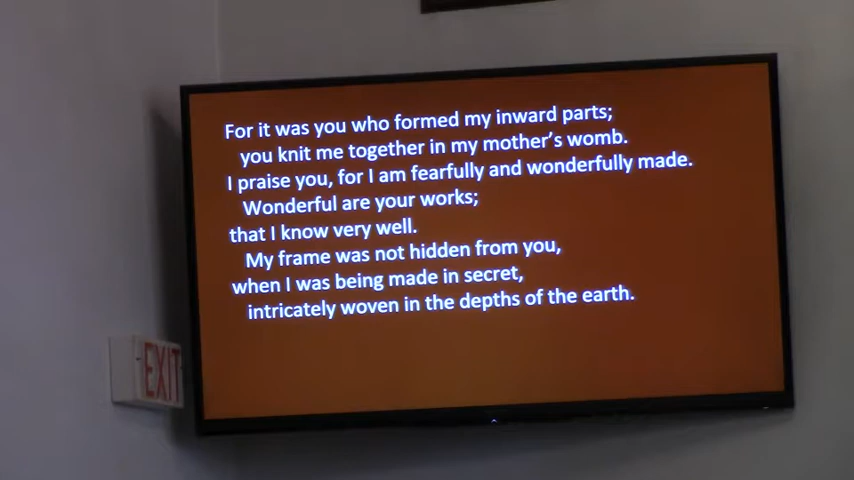 For it was you who formed my inward parts;
you knit me together in my mother's womb.
I praise you, for I am fearfully and wonderfully made.
Wonderful are your works;
that I know very well.
My frame was not hidden from you,
when I was being made in secret,
intricately woven in the depths of the earth.
EXIT